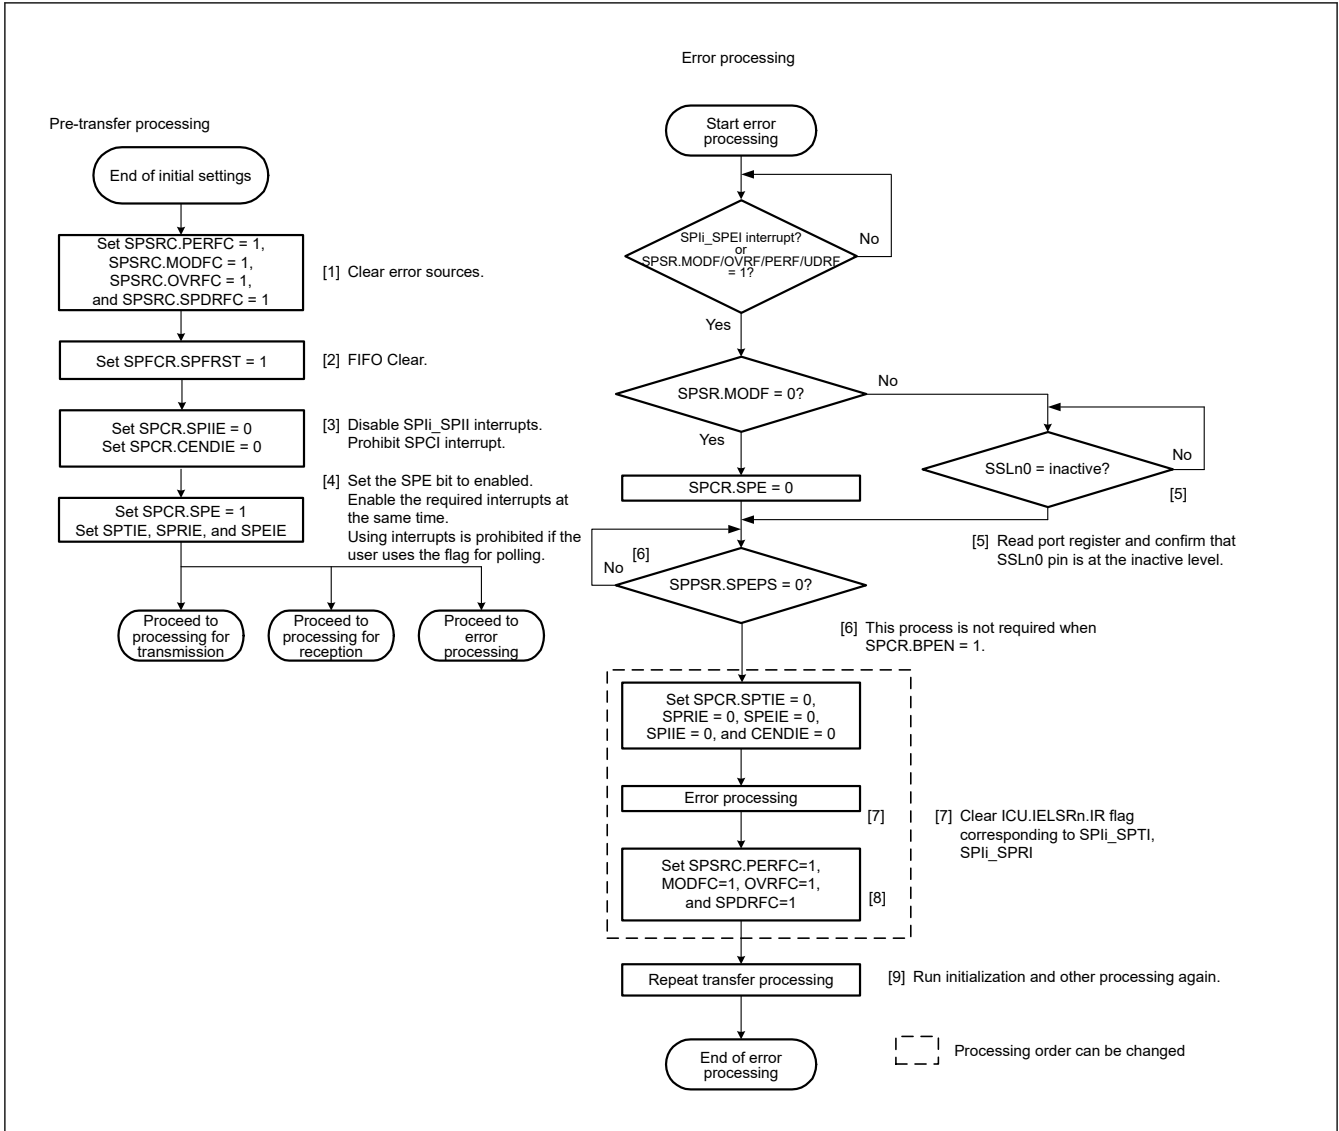 Error processing
Pre-transfer processing
End of initial settings
Set SPSRC.PERFC = 1,
SPSRC.MODFC = 1,
SPSRC.OVRFC = 1,
and SPSRC.SPDRFC = 1
[1] Clear error sources.
Set SPFCR.SPFRST = 1
[2] FIFO Clear.
Set SPCR.SPIIE = 0
Set SPCR.CENDIE = 0
[3] Disable SPIi_SPII interrupts.
Prohibit SPCI interrupt.
Set SPCR.SPE = 1
Set SPTIE, SPRIE, and SPEIE
[4] Set the SPE bit to enabled.
Enable the required interrupts at
the same time.
Using interrupts is prohibited if the
user uses the flag for polling.
Proceed to
processing for
transmission
Proceed to
processing for
reception
Proceed to
error
processing
Start error
processing
SPIi_SPEI interrupt?
or
SPSR.MODF/OVRF/PERF/UDRF
= 1?
No
Yes
SPSR.MODF = 0?
No
Yes
SSLn0 = inactive?
No
[5]
SPCR.SPE = 0
[5] Read port register and confirm that
SSLn0 pin is at the inactive level.
[6]
No
SPPSR.SPEPS = 0?
[6] This process is not required when
SPCR.BPEN = 1.
Set SPCR.SPTIE = 0,
SPRIE = 0, SPEIE = 0,
SPIIE = 0, and CENDIE = 0
Error processing
[7]
[7] Clear ICU.IELSRn.IR flag
corresponding to SPIi_SPTI,
SPIi_SPRI
Set SPSRC.PERFC=1,
MODFC=1, OVRFC=1,
and SPDRFC=1
[8]
Repeat transfer processing
[9] Run initialization and other processing again.
End of error
processing
Processing order can be changed